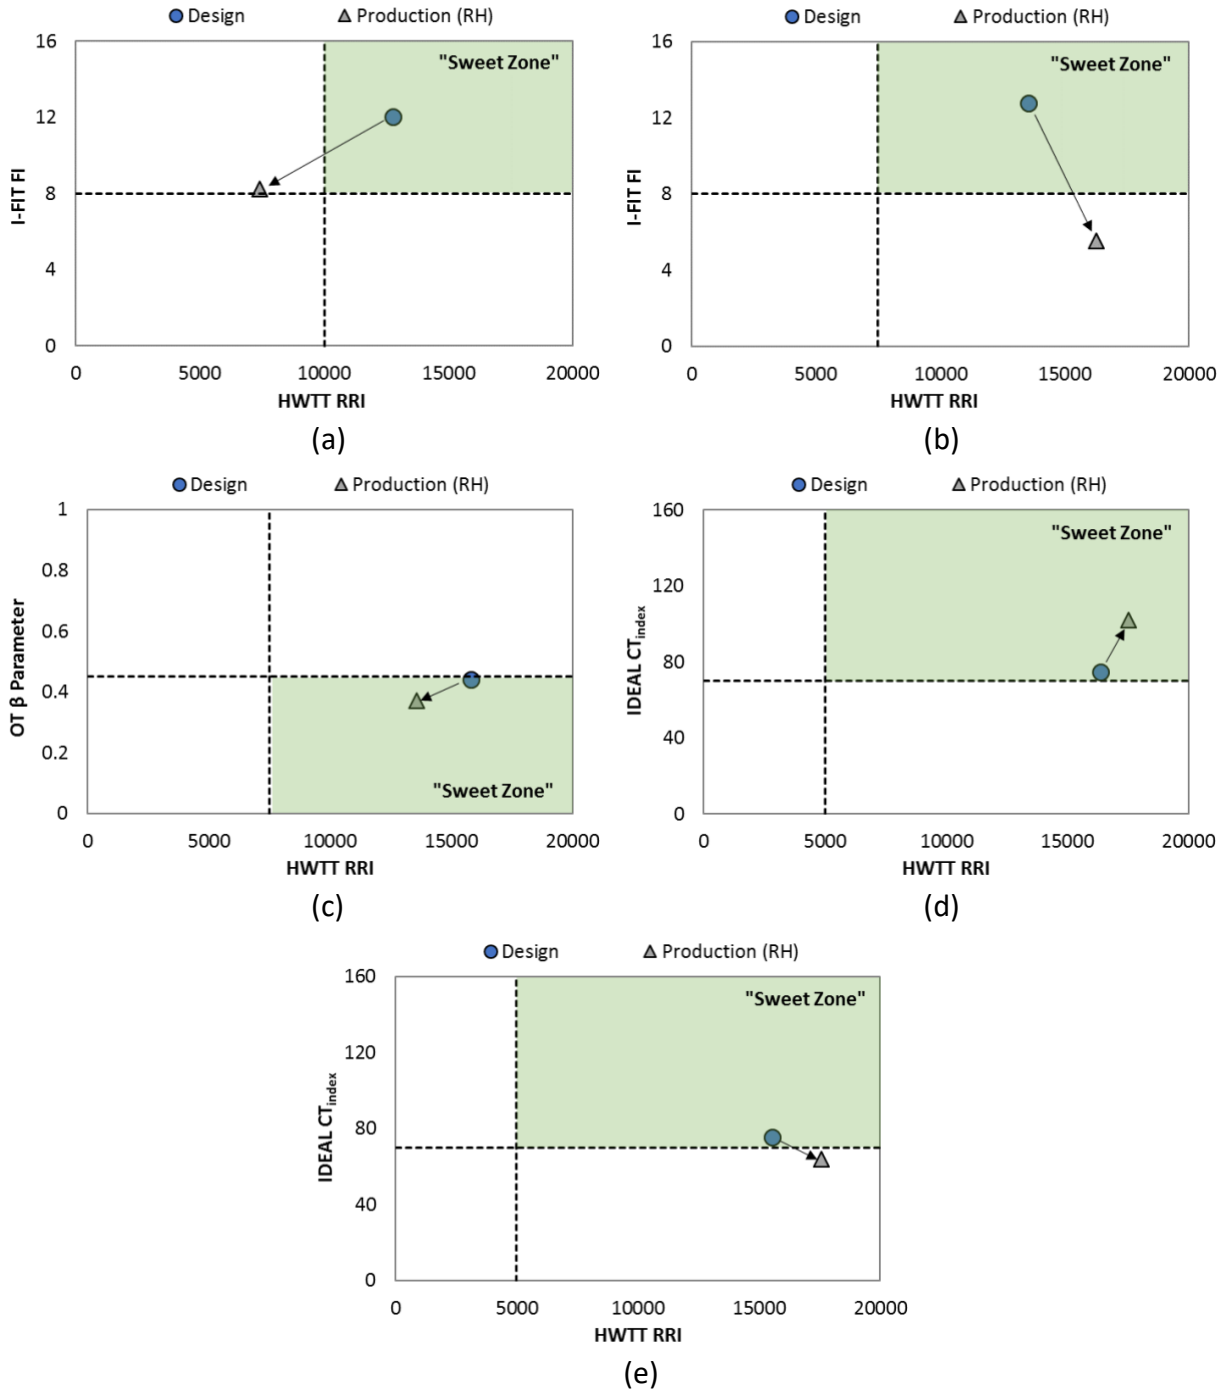 Design Production (RH)
16
"Sweet Zone"
12
8
4
0
I-FIT FI
0 5000 10000 15000 20000
HWTT RRI
(a)
Design Production (RH)
16
"Sweet Zone"
12
8
4
0
I-FIT FI
0 5000 10000 15000 20000
HWTT RRI
(b)
Design Production (RH)
1
0.8
0.6
0.4
0.2
0
OT β Parameter
"Sweet Zone"
0 5000 10000 15000 20000
HWTT RRI
(c)
Design Production (RH)
160
"Sweet Zone"
120
80
40
0
IDEAL CTindex
0 5000 10000 15000 20000
HWTT RRI
(d)
Design Production (RH)
160
"Sweet Zone"
120
80
40
0
IDEAL CTindex
0 5000 10000 15000 20000
HWTT RRI
(e)